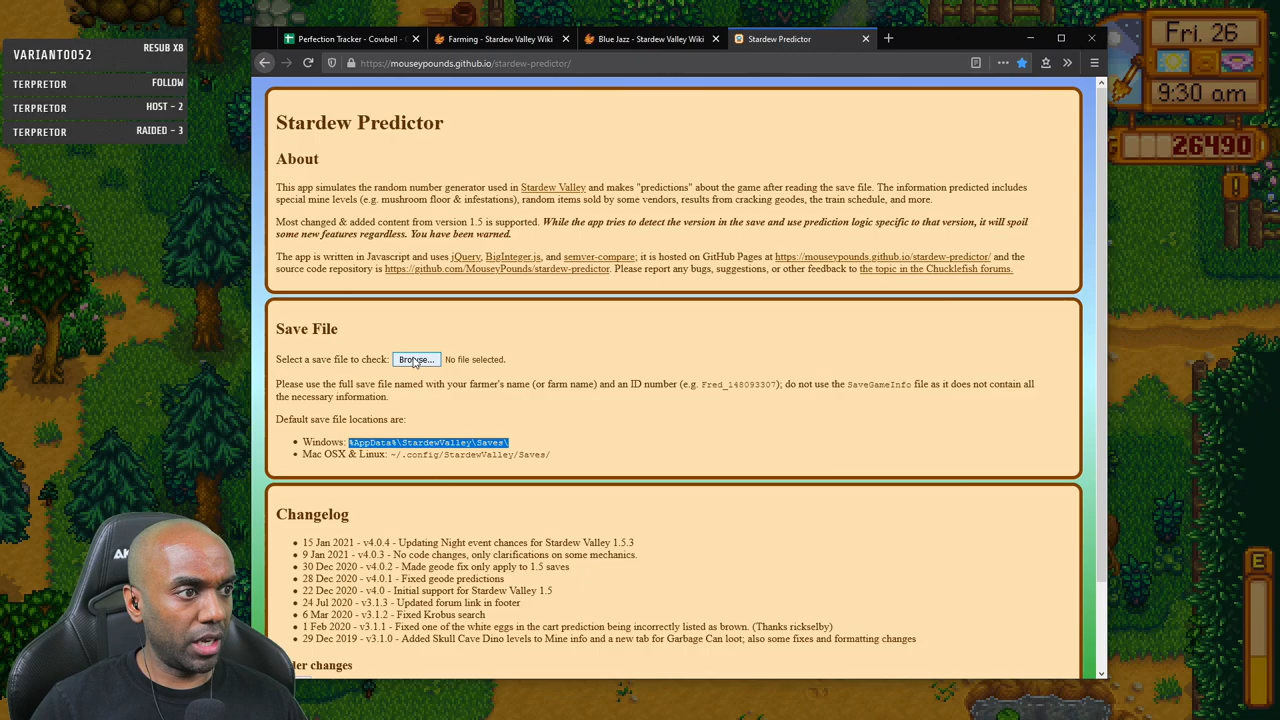 VARIANT0052
RESUB X8
TERPRETOR
FOLLOW
TERPRETOR
HOST - 2
TERPRETOR
RAIDED - 3
Perfection Tracker - Cowbell -
Farming - Stardew Valley Wiki
Blue Jazz - Stardew Valley Wiki
Stardew Predictor
https://mouseypounds.github.io/stardew-predictor/
Fri. 26
9:30 am
26490
Stardew Predictor
About
This app simulates the random number generator used in Stardew Valley and makes "predictions" about the game after reading the save file. The information predicted includes
special mine levels (e.g. mushroom floor & infestations), random items sold by some vendors, results from cracking geodes, the train schedule, and more.
Most changed & added content from version 1.5 is supported. While the app tries to detect the version in the save and use prediction logic specific to that version, it will spoil
some new features regardless. You have been warned.
The app is written in Javascript and uses jQuery, BigInteger.js, and semver-compare; it is hosted on GitHub Pages at https://mouseypounds.github.io/stardew-predictor/ and the
source code repository is https://github.com/MouseyPounds/stardew-predictor. Please report any bugs, suggestions, or other feedback to the topic in the Chucklefish forums.
Save File
Select a save file to check: Browse... No file selected.
Please use the full save file named with your farmer's name (or farm name) and an ID number (e.g. Fred_148093307); do not use the SaveGameInfo file as it does not contain all
the necessary information.
Default save file locations are:
• Windows: %AppData%\StardewValley\Saves\
• Mac OSX & Linux: ~/.config/StardewValley/Saves/
Changelog
• 15 Jan 2021 - v4.0.4 - Updating Night event chances for Stardew Valley 1.5.3
• 9 Jan 2021 - v4.0.3 - No code changes, only clarifications on some mechanics.
• 30 Dec 2020 - v4.0.2 - Made geode fix only apply to 1.5 saves
• 28 Dec 2020 - v4.0.1 - Fixed geode predictions
• 22 Dec 2020 - v4.0 - Initial support for Stardew Valley 1.5
• 24 Jul 2020 - v3.1.3 - Updated forum link in footer
• 6 Mar 2020 - v3.1.2 - Fixed Krobus search
• 1 Feb 2020 - v3.1.1 - Fixed one of the white eggs in the cart prediction being incorrectly listed as brown. (Thanks rickselby)
• 29 Dec 2019 - v3.1.0 - Added Skull Cave Dino levels to Mine info and a new tab for Garbage Can loot; also some fixes and formatting changes
der changes
E